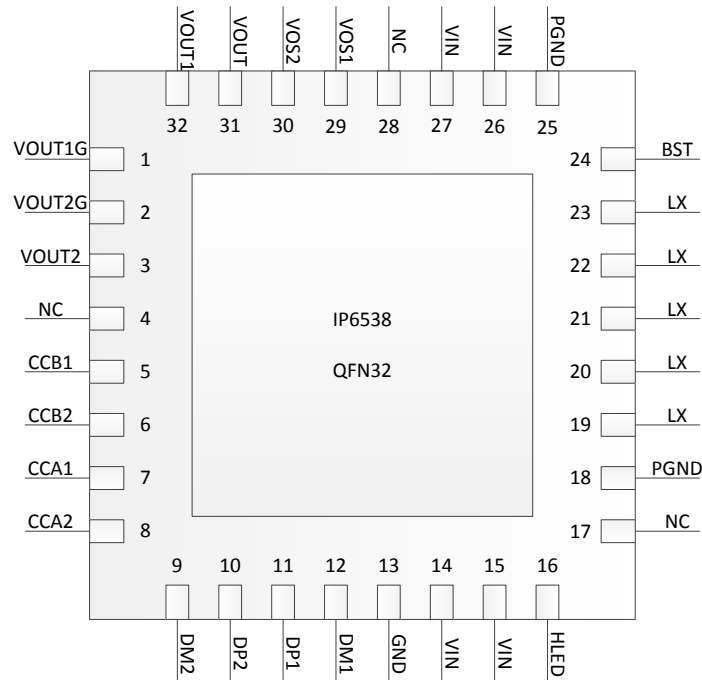 VOUT1 VOUT VOS2 VOS1 NC VIN VIN PGND
32 31 30 29 28 27 26 25
VOUT1G 1 24 BST
VOUT2G 2 23 LX
VOUT2 3 22 LX
NC 4 21 LX
CCB1 5 20 LX
CCB2 6 19 LX
CCA1 7 18 PGND
CCA2 8 17 NC
IP6538
QFN32
9 10 11 12 13 14 15 16
DM2 DP2 DP1 DM1 GND VIN VIN HLED